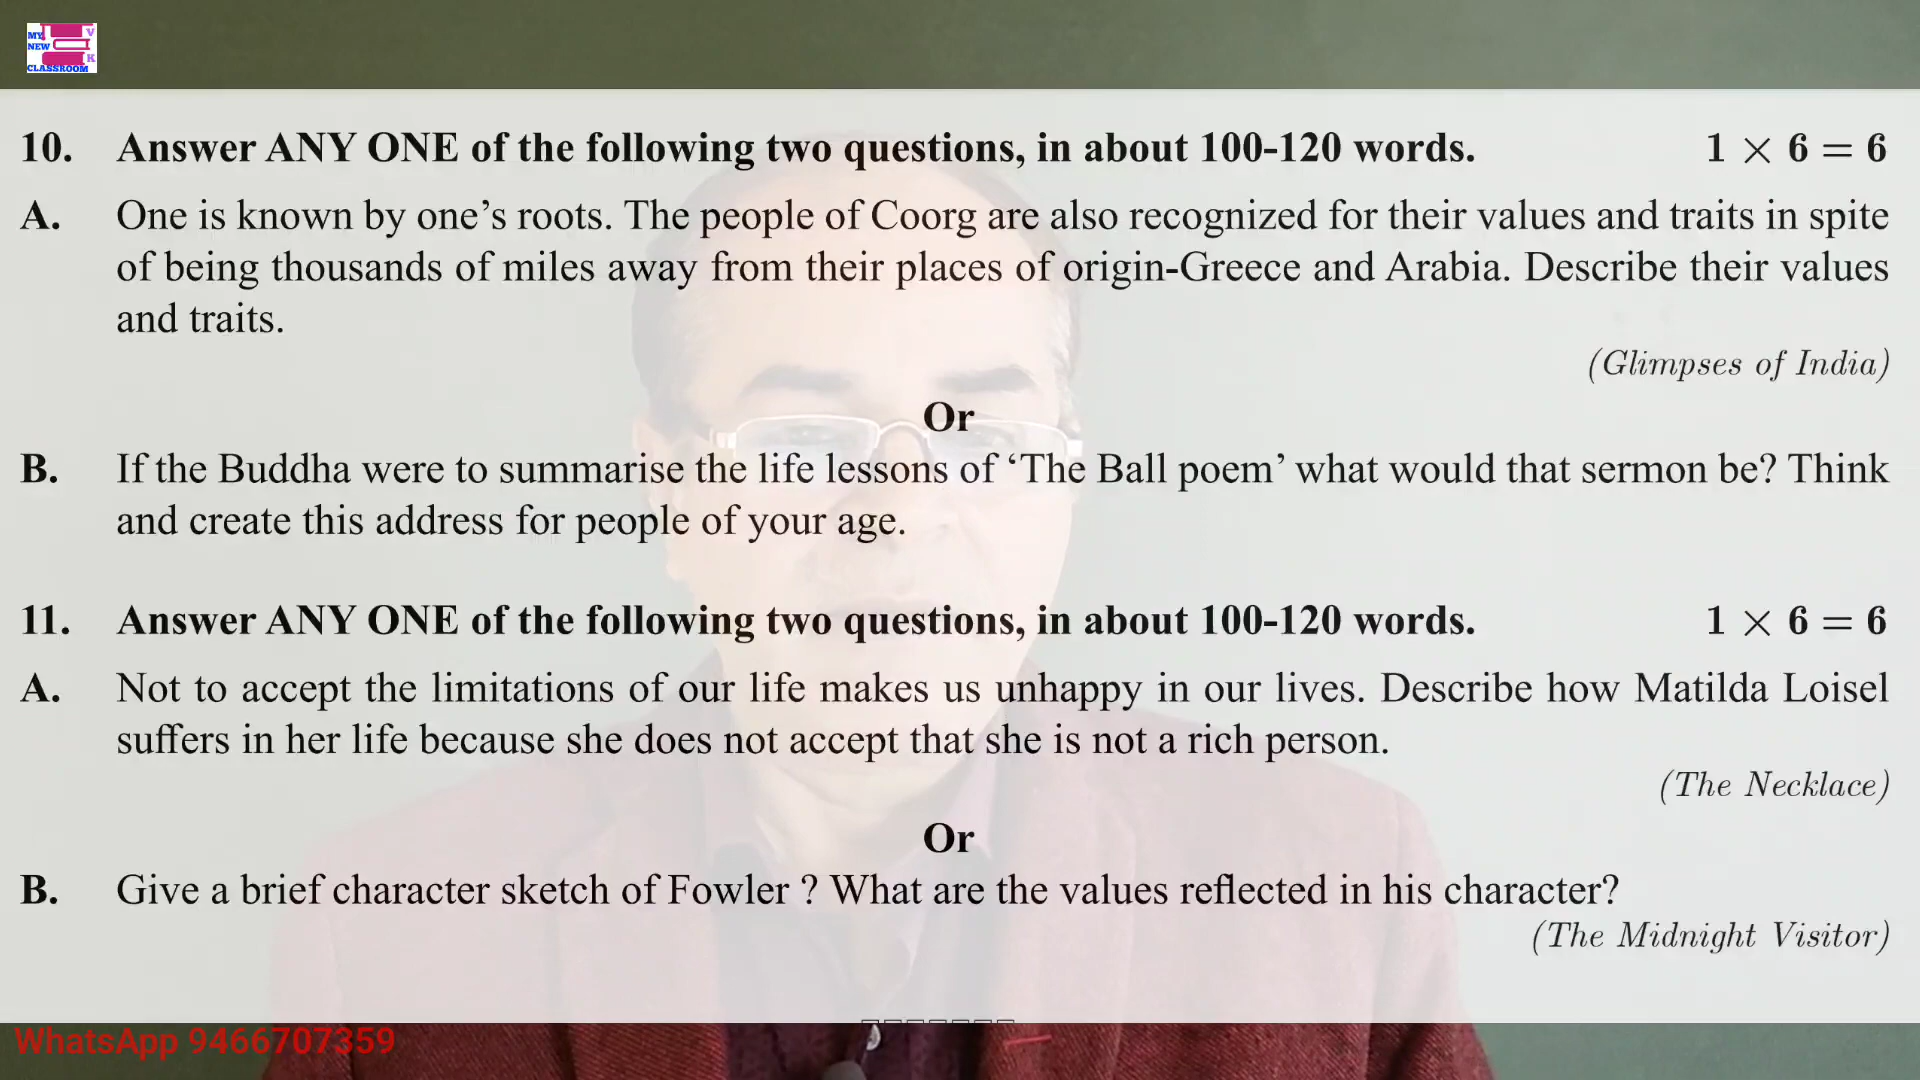 MY V
NEW
K
CLASSROOM
10. Answer ANY ONE of the following two questions, in about 100-120 words. 1 × 6 = 6
A. One is known by one’s roots. The people of Coorg are also recognized for their values and traits in spite
of being thousands of miles away from their places of origin-Greece and Arabia. Describe their values
and traits.
(Glimpses of India)
Or
B. If the Buddha were to summarise the life lessons of ‘The Ball poem’ what would that sermon be? Think
and create this address for people of your age.
11. Answer ANY ONE of the following two questions, in about 100-120 words. 1 × 6 = 6
A. Not to accept the limitations of our life makes us unhappy in our lives. Describe how Matilda Loisel
suffers in her life because she does not accept that she is not a rich person.
(The Necklace)
Or
B. Give a brief character sketch of Fowler ? What are the values reflected in his character?
(The Midnight Visitor)
WhatsApp 9466707359